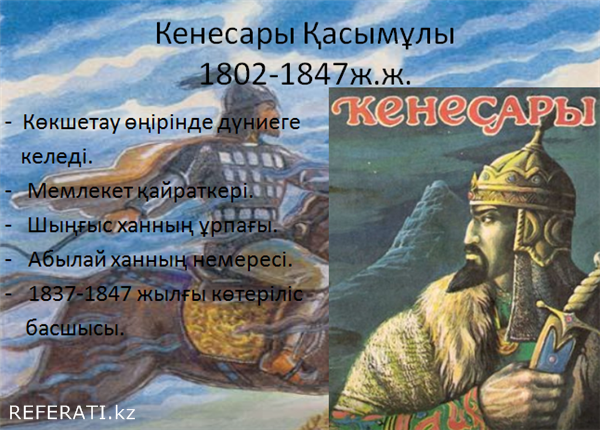 Кенесары Қасымұлы
1802-1847ж.ж.
- Көкшетау өңірінде дүниеге
келеді.
- Мемлекет қайраткері.
- Шыңғыс ханның ұрпағы.
- Абылай ханның немересі.
- 1837-1847 жылғы көтеріліс
басшысы.
КЕНЕСАРЫ
REFERATI.kz